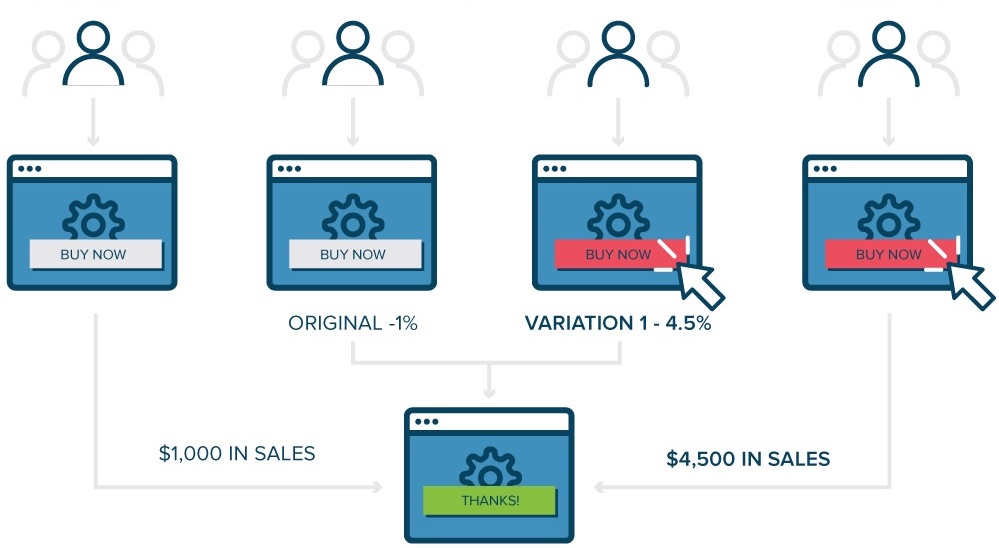 BUY NOW
BUY NOW
BUY NOW
BUY NOW
ORIGINAL -1%
VARIATION 1 - 4.5%
$1,000 IN SALES
$4,500 IN SALES
THANKS!